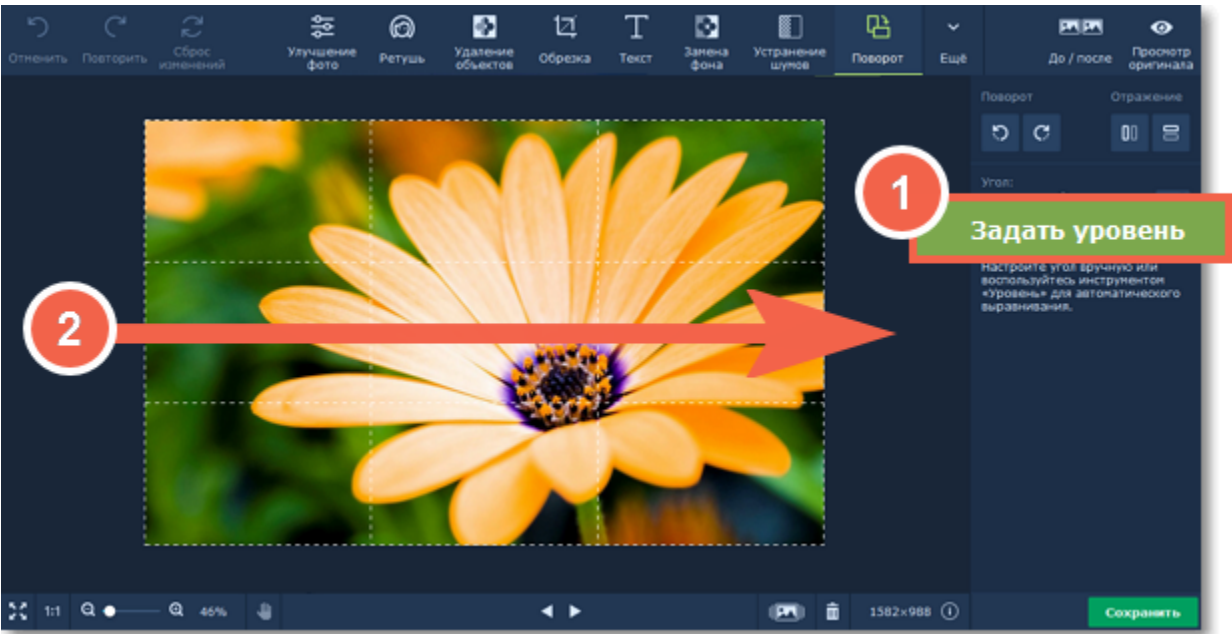 Отменить
Повторить
Сброс
изменений
Улучшение
фото
Ретушь
Удаление
объектов
Обрезка
Текст
Замена
фона
Устранение
шумов
Поворот
Ещё
До / после
Просмотр
оригинала
Поворот
Отражение
Угол:
1
Задать уровень
Настройте угол вручную или
воспользуйтесь инструментом
«Уровень» для автоматического
выравнивания.
2
1:1
46%
1582×988
Сохранить